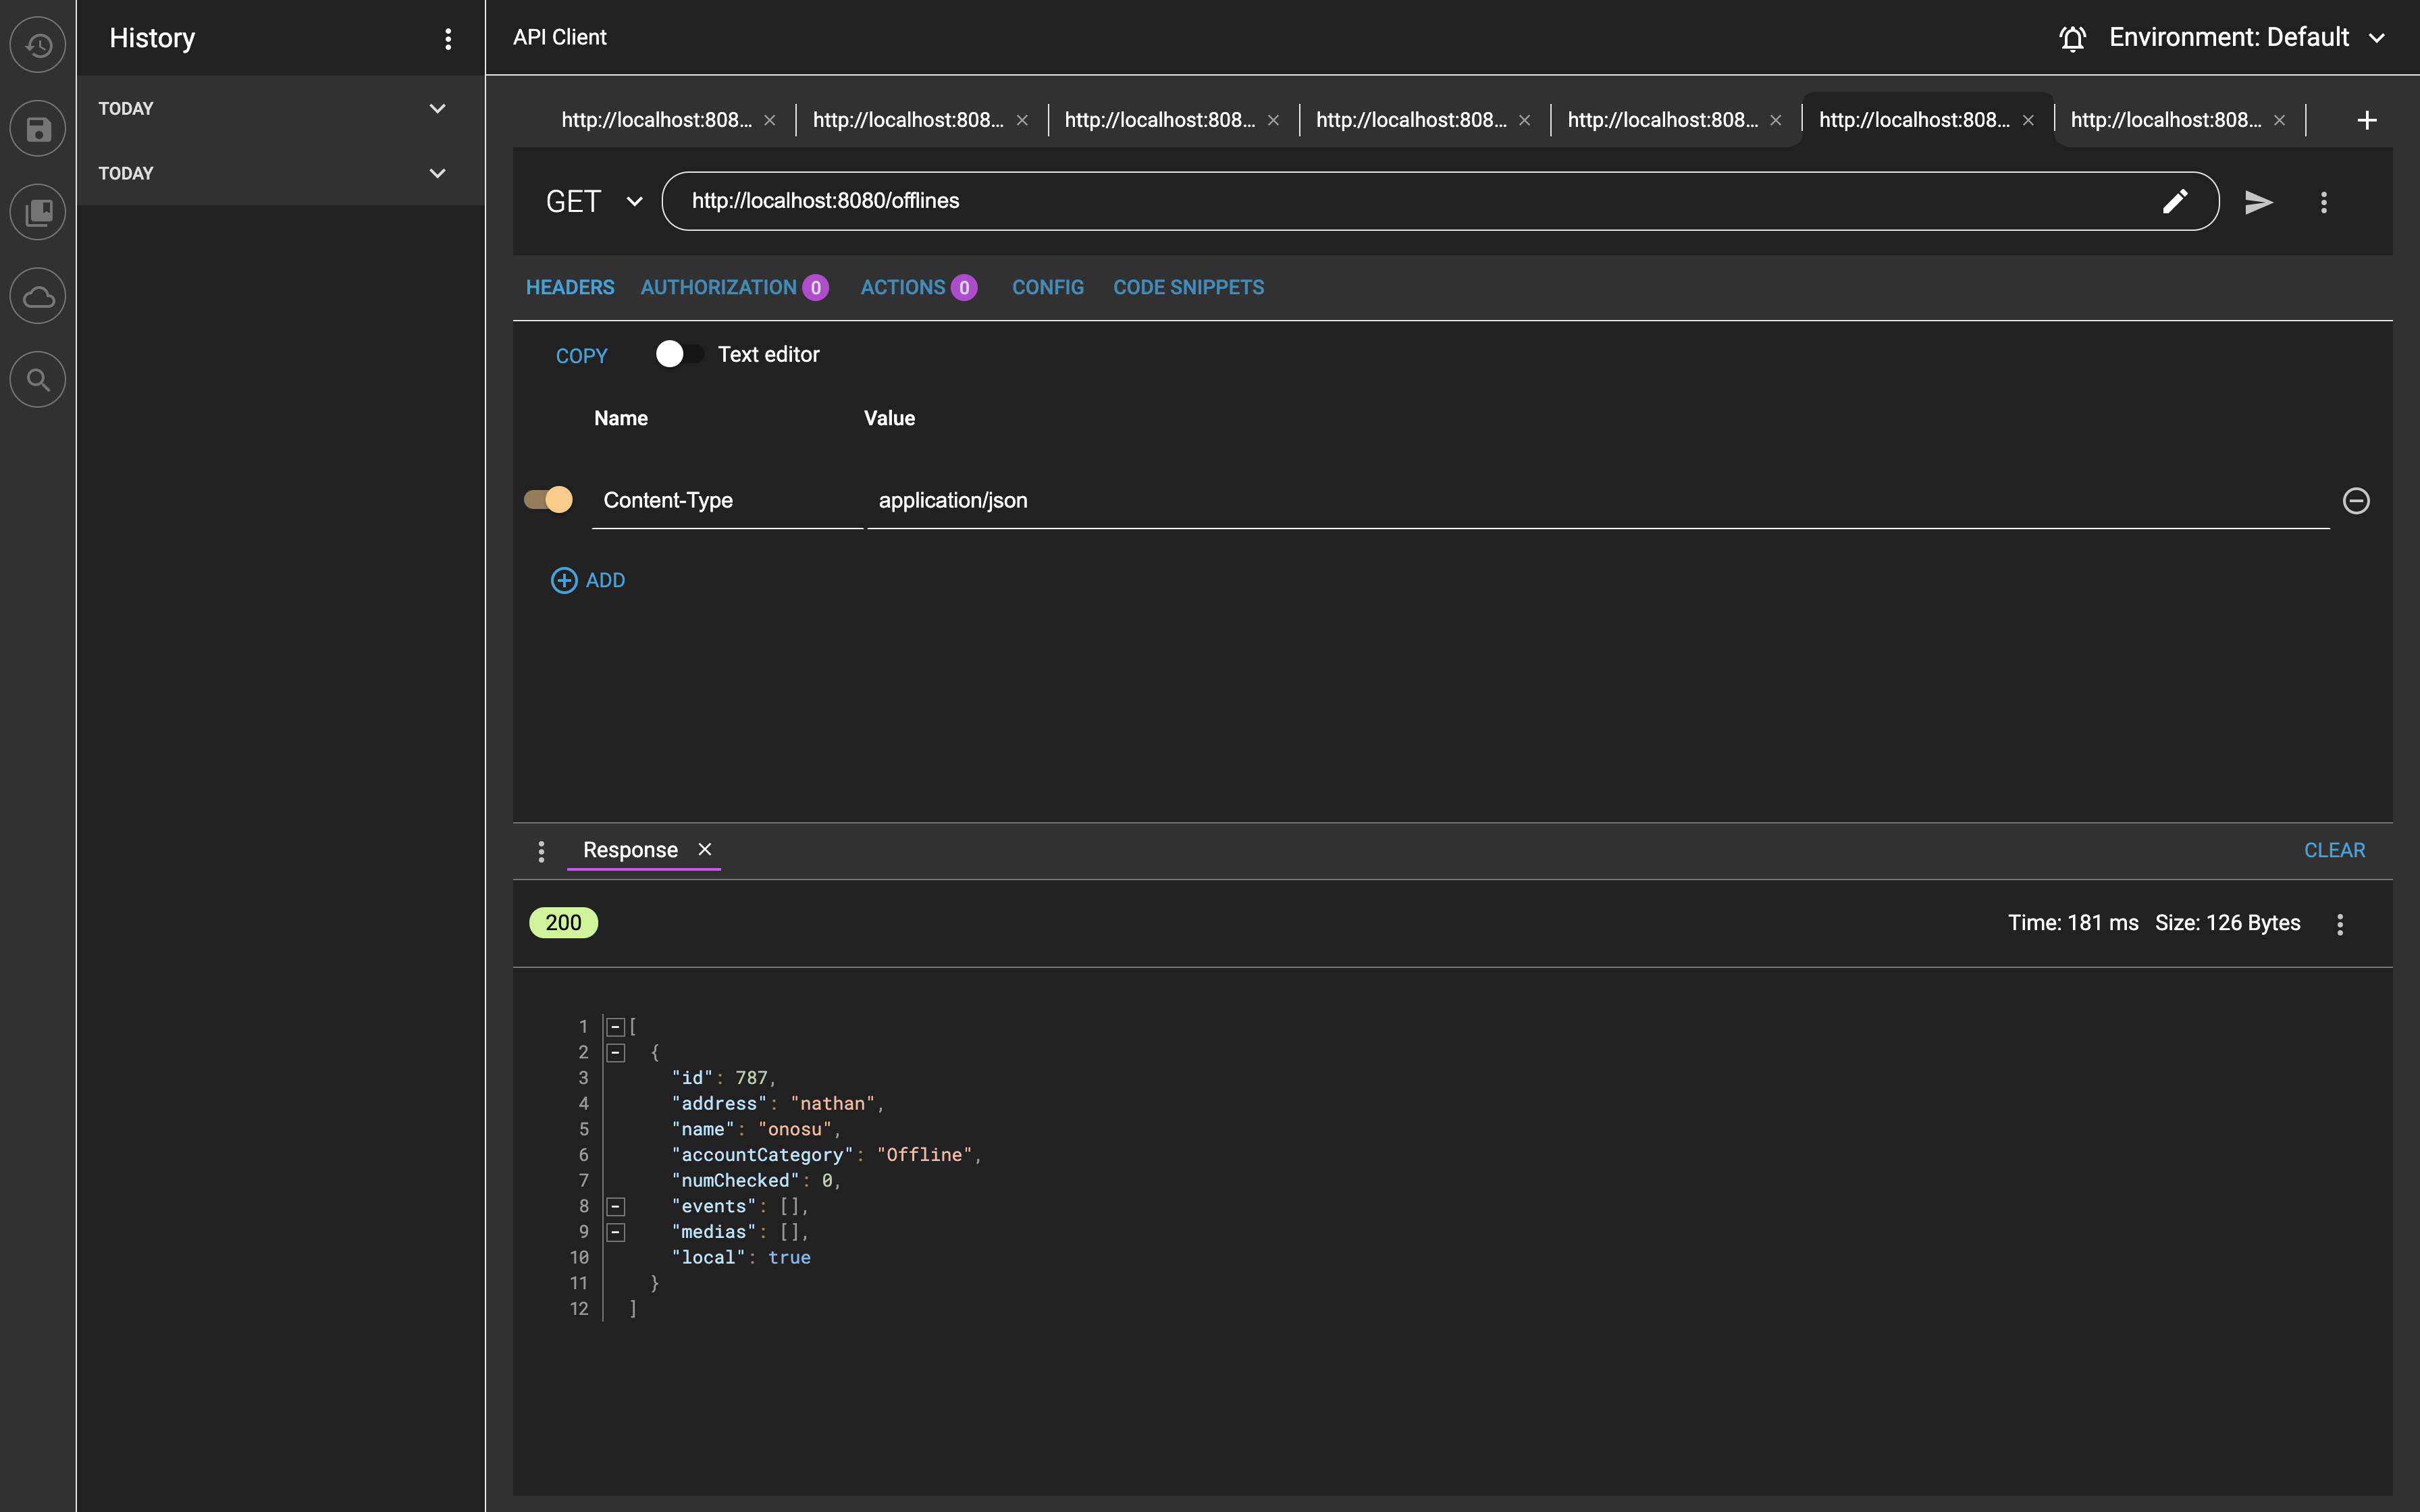 History
TODAY
TODAY
API Client
Environment: Default
http://localhost:808...
http://localhost:808...
http://localhost:808...
http://localhost:808...
http://localhost:808...
http://localhost:808...
http://localhost:808...
GET http://localhost:8080/offlines
HEADERS AUTHORIZATION 0 ACTIONS 0 CONFIG CODE SNIPPETS
COPY Text editor
Name Value
Content-Type application/json
ADD
Response CLEAR
200 Time: 181 ms Size: 126 Bytes
1 [
2 {
3 "id": 787,
4 "address": "nathan",
5 "name": "onosu",
6 "accountCategory": "Offline",
7 "numChecked": 0,
8 "events": [],
9 "medias": [],
10 "local": true
11 }
12 ]